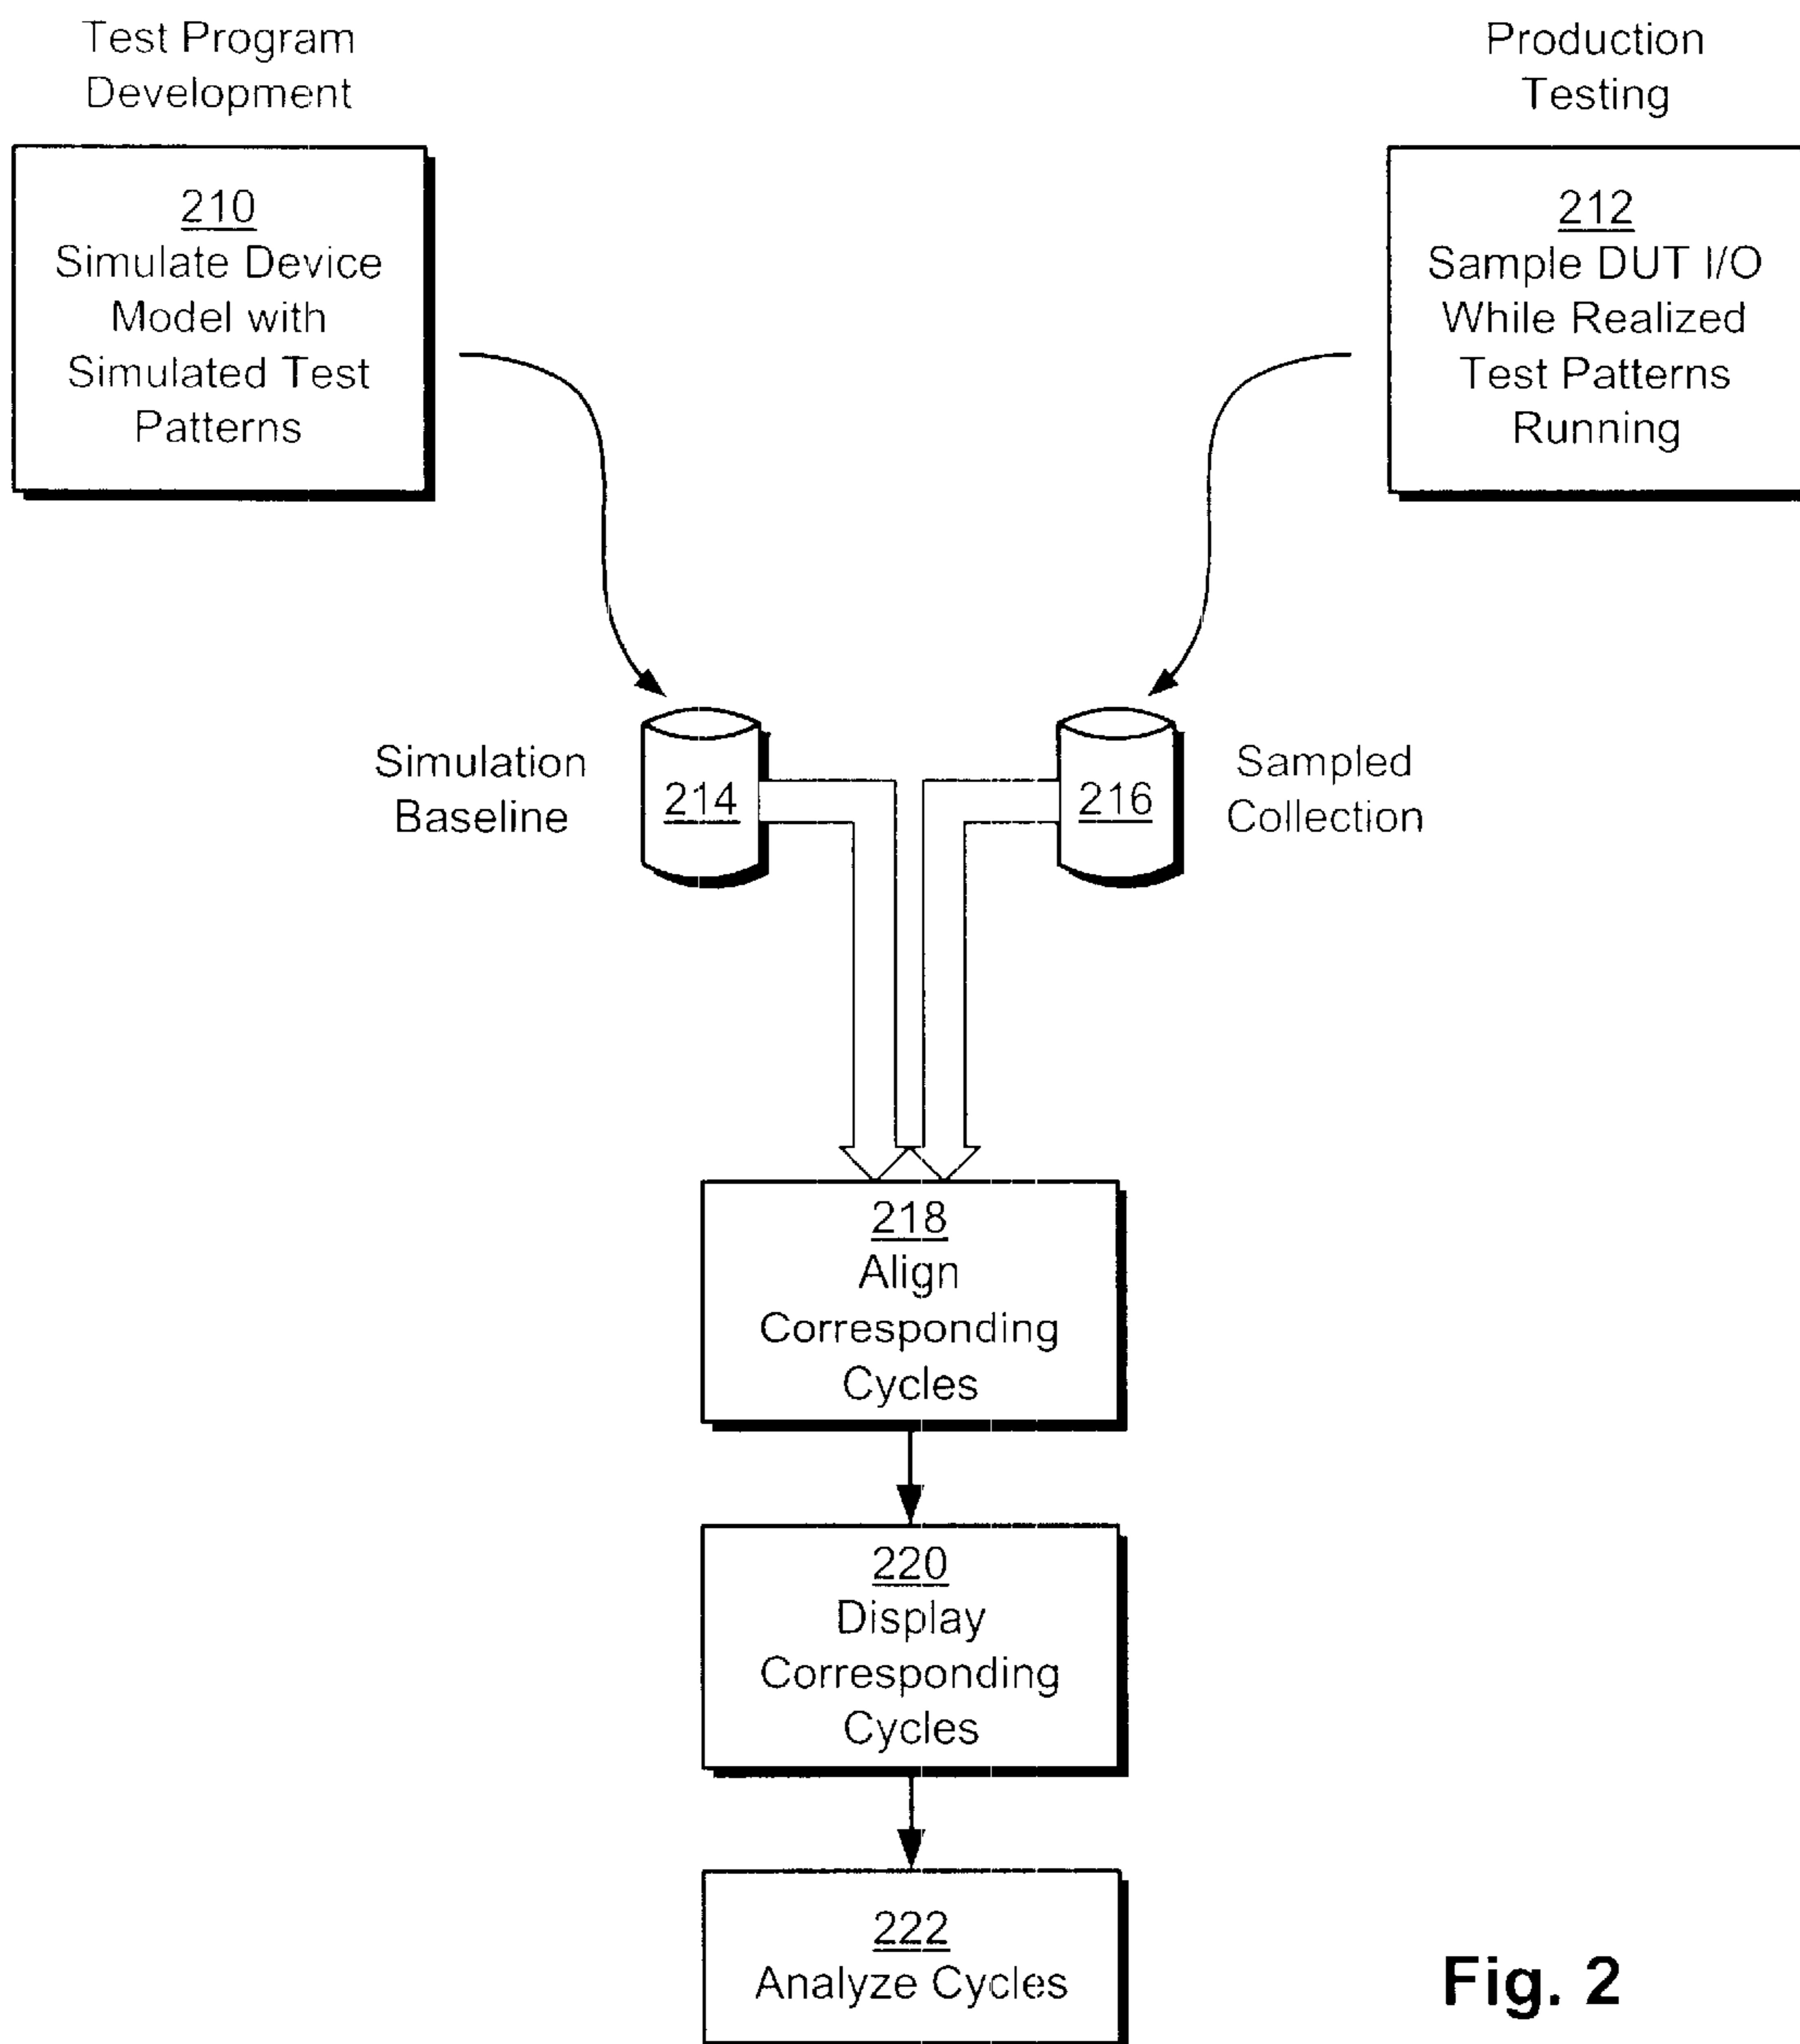 Test Program
Development
Production
Testing
210
Simulate Device
Model with
Simulated Test
Patterns
212
Sample DUT I/O
While Realized
Test Patterns
Running
Simulation
Baseline
214
216
Sampled
Collection
218
Align
Corresponding
Cycles
220
Display
Corresponding
Cycles
222
Analyze Cycles
Fig. 2